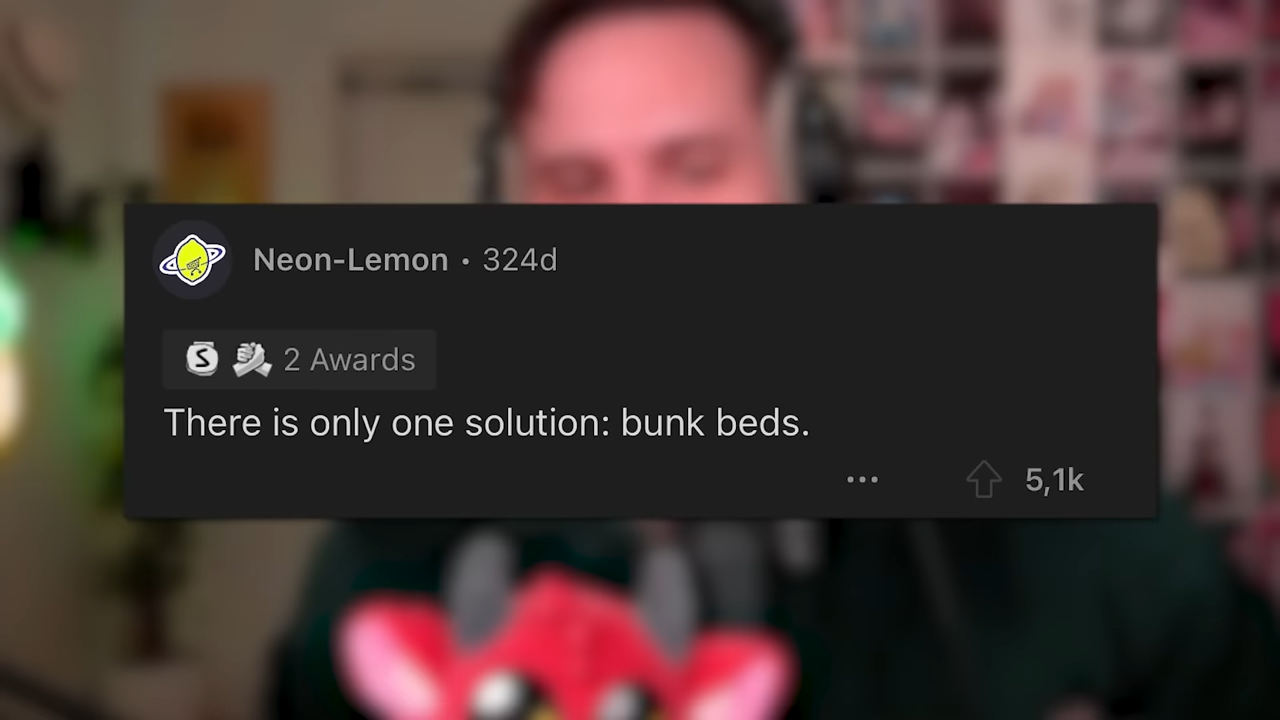 Neon-Lemon • 324d
S 2 Awards
There is only one solution: bunk beds.
... 5,1k